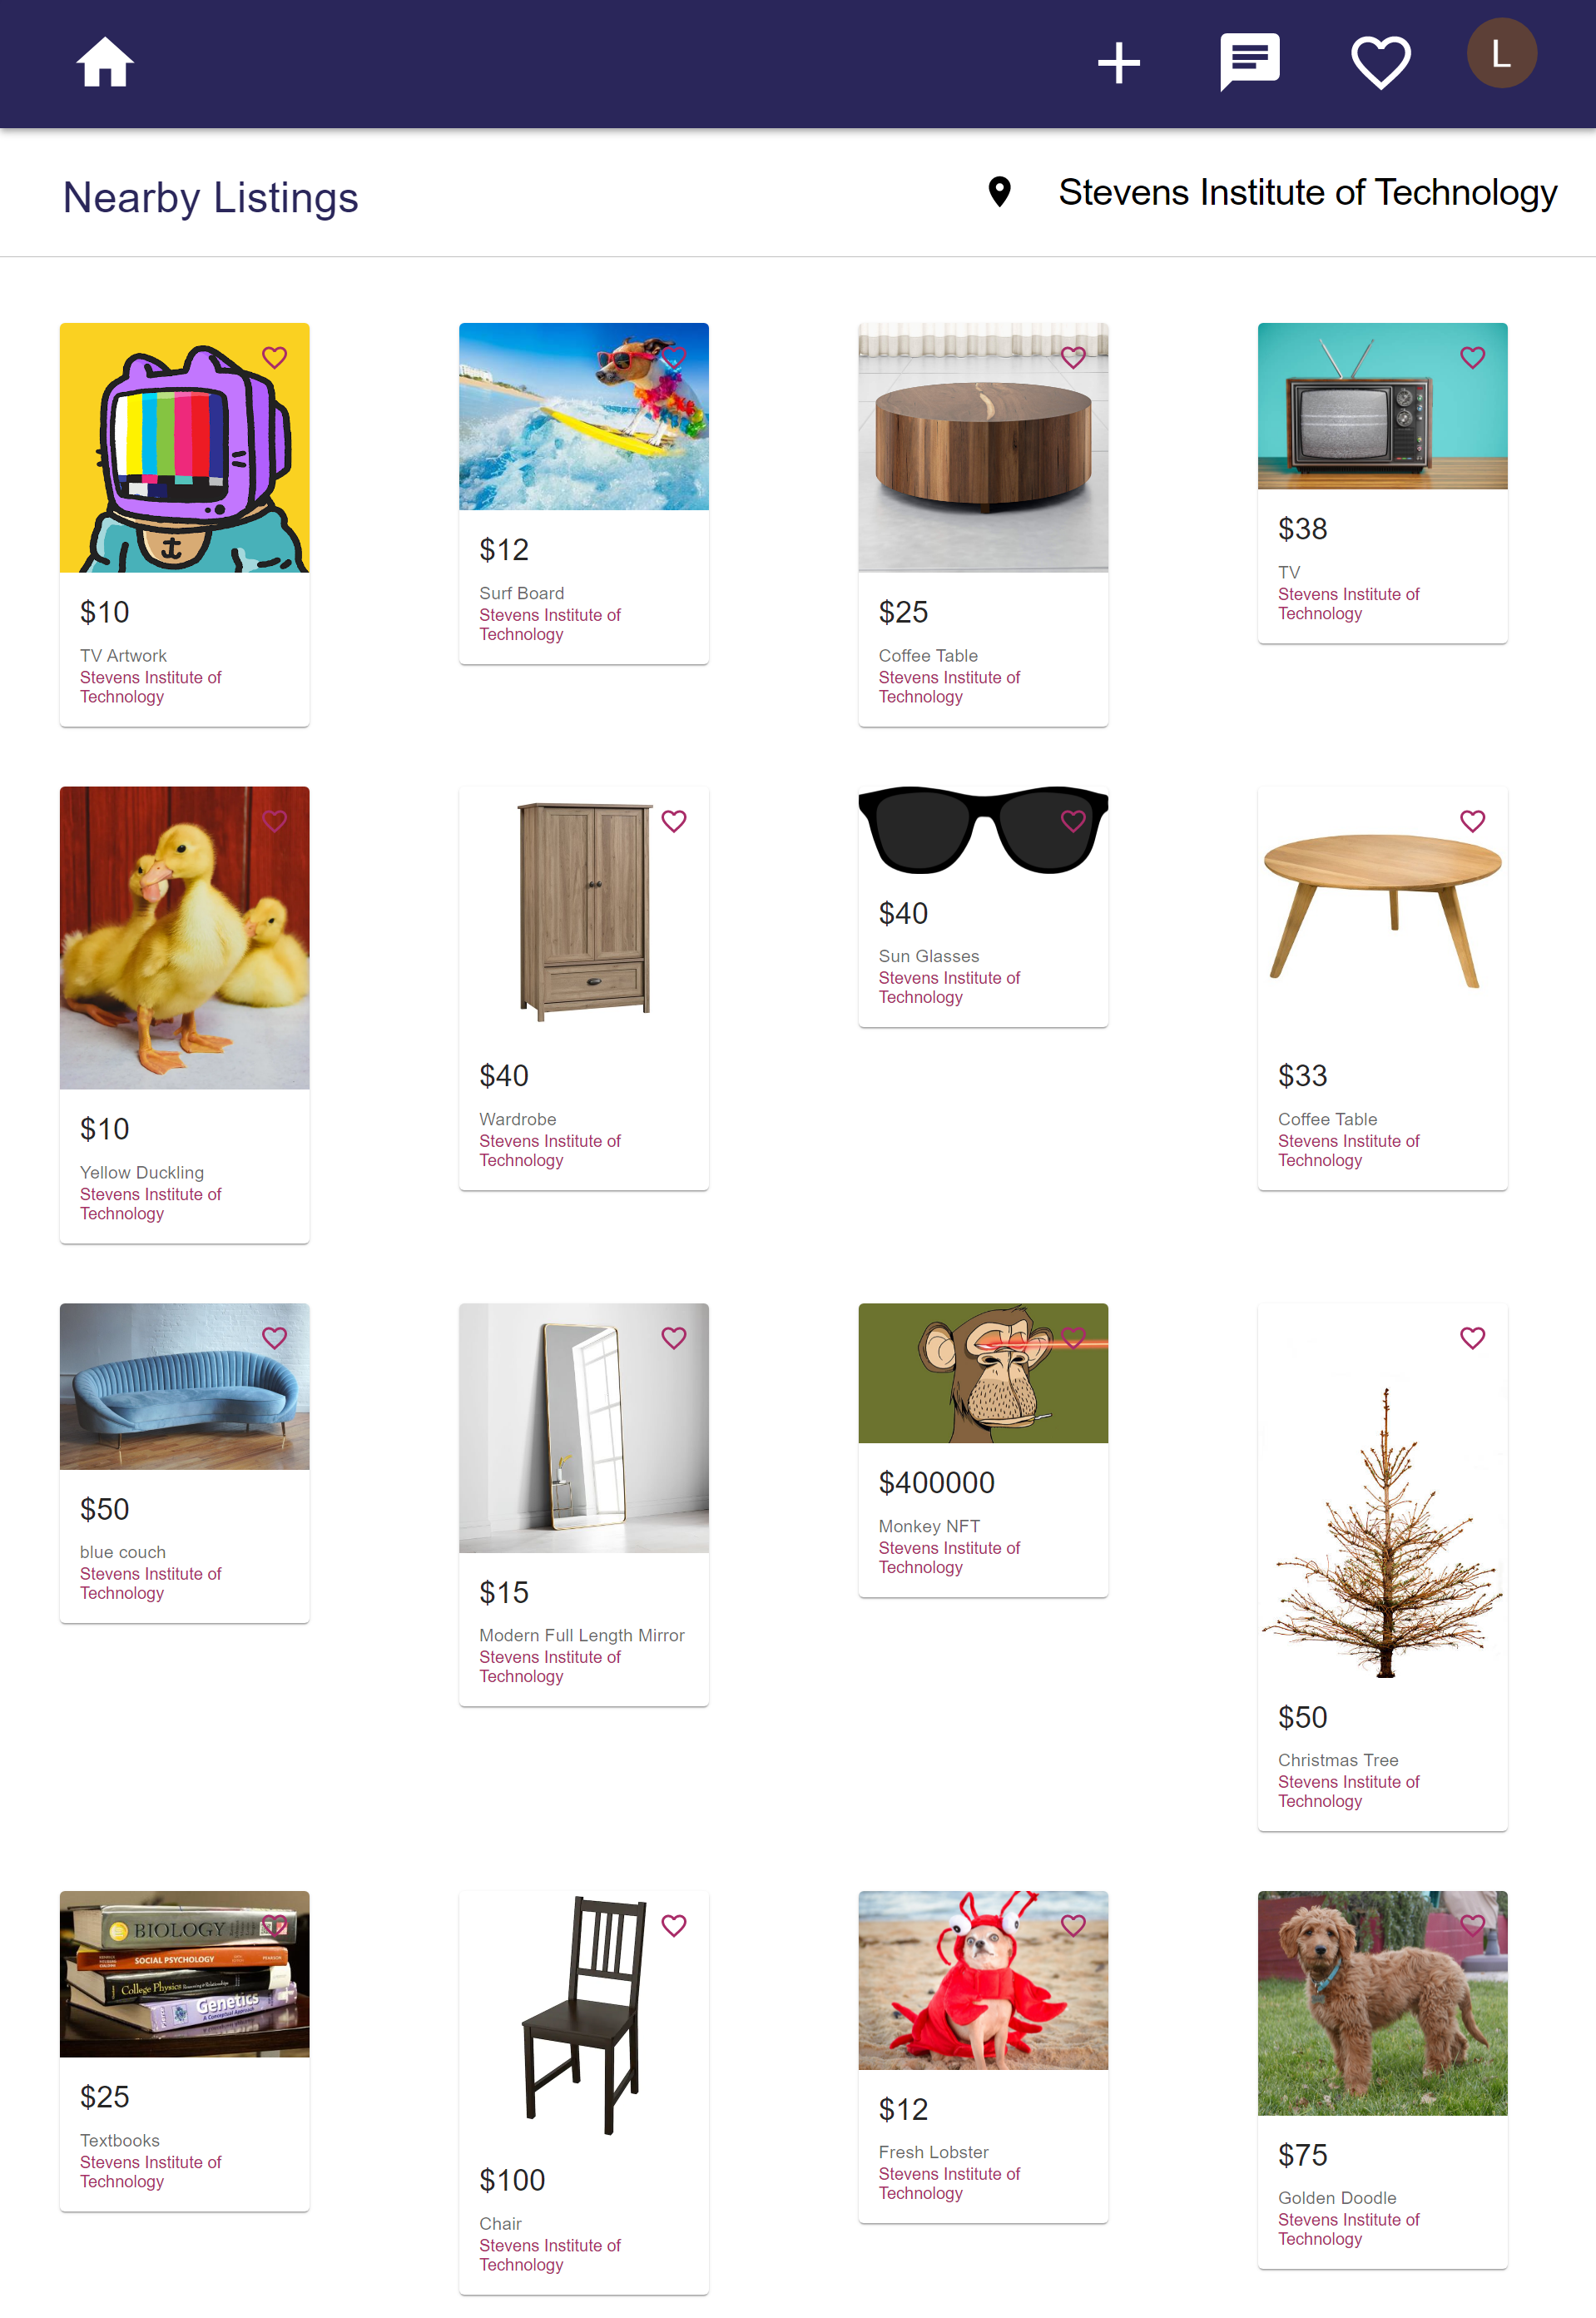 L
Nearby Listings
Stevens Institute of Technology
$10
TV Artwork
Stevens Institute of
Technology
$12
Surf Board
Stevens Institute of
Technology
$25
Coffee Table
Stevens Institute of
Technology
$38
TV
Stevens Institute of
Technology
$10
Yellow Duckling
Stevens Institute of
Technology
$40
Wardrobe
Stevens Institute of
Technology
$40
Sun Glasses
Stevens Institute of
Technology
$33
Coffee Table
Stevens Institute of
Technology
$50
blue couch
Stevens Institute of
Technology
$15
Modern Full Length Mirror
Stevens Institute of
Technology
$400000
Monkey NFT
Stevens Institute of
Technology
$50
Christmas Tree
Stevens Institute of
Technology
BIOLOGY
SOCIAL PSYCHOLOGY
College Physics
Genetics
A Conceptual Approach
$25
Textbooks
Stevens Institute of
Technology
$100
Chair
Stevens Institute of
Technology
$12
Fresh Lobster
Stevens Institute of
Technology
$75
Golden Doodle
Stevens Institute of
Technology